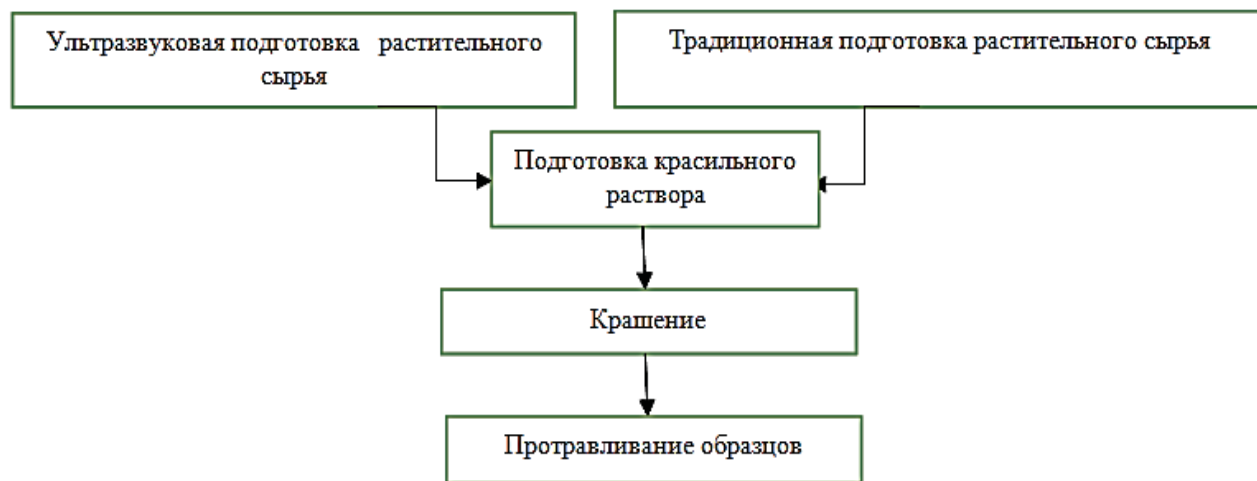 Ультразвуковая подготовка растительного
сырья
Традиционная подготовка растительного сырья
Подготовка красильного
раствора
Крашение
Протравливание образцов